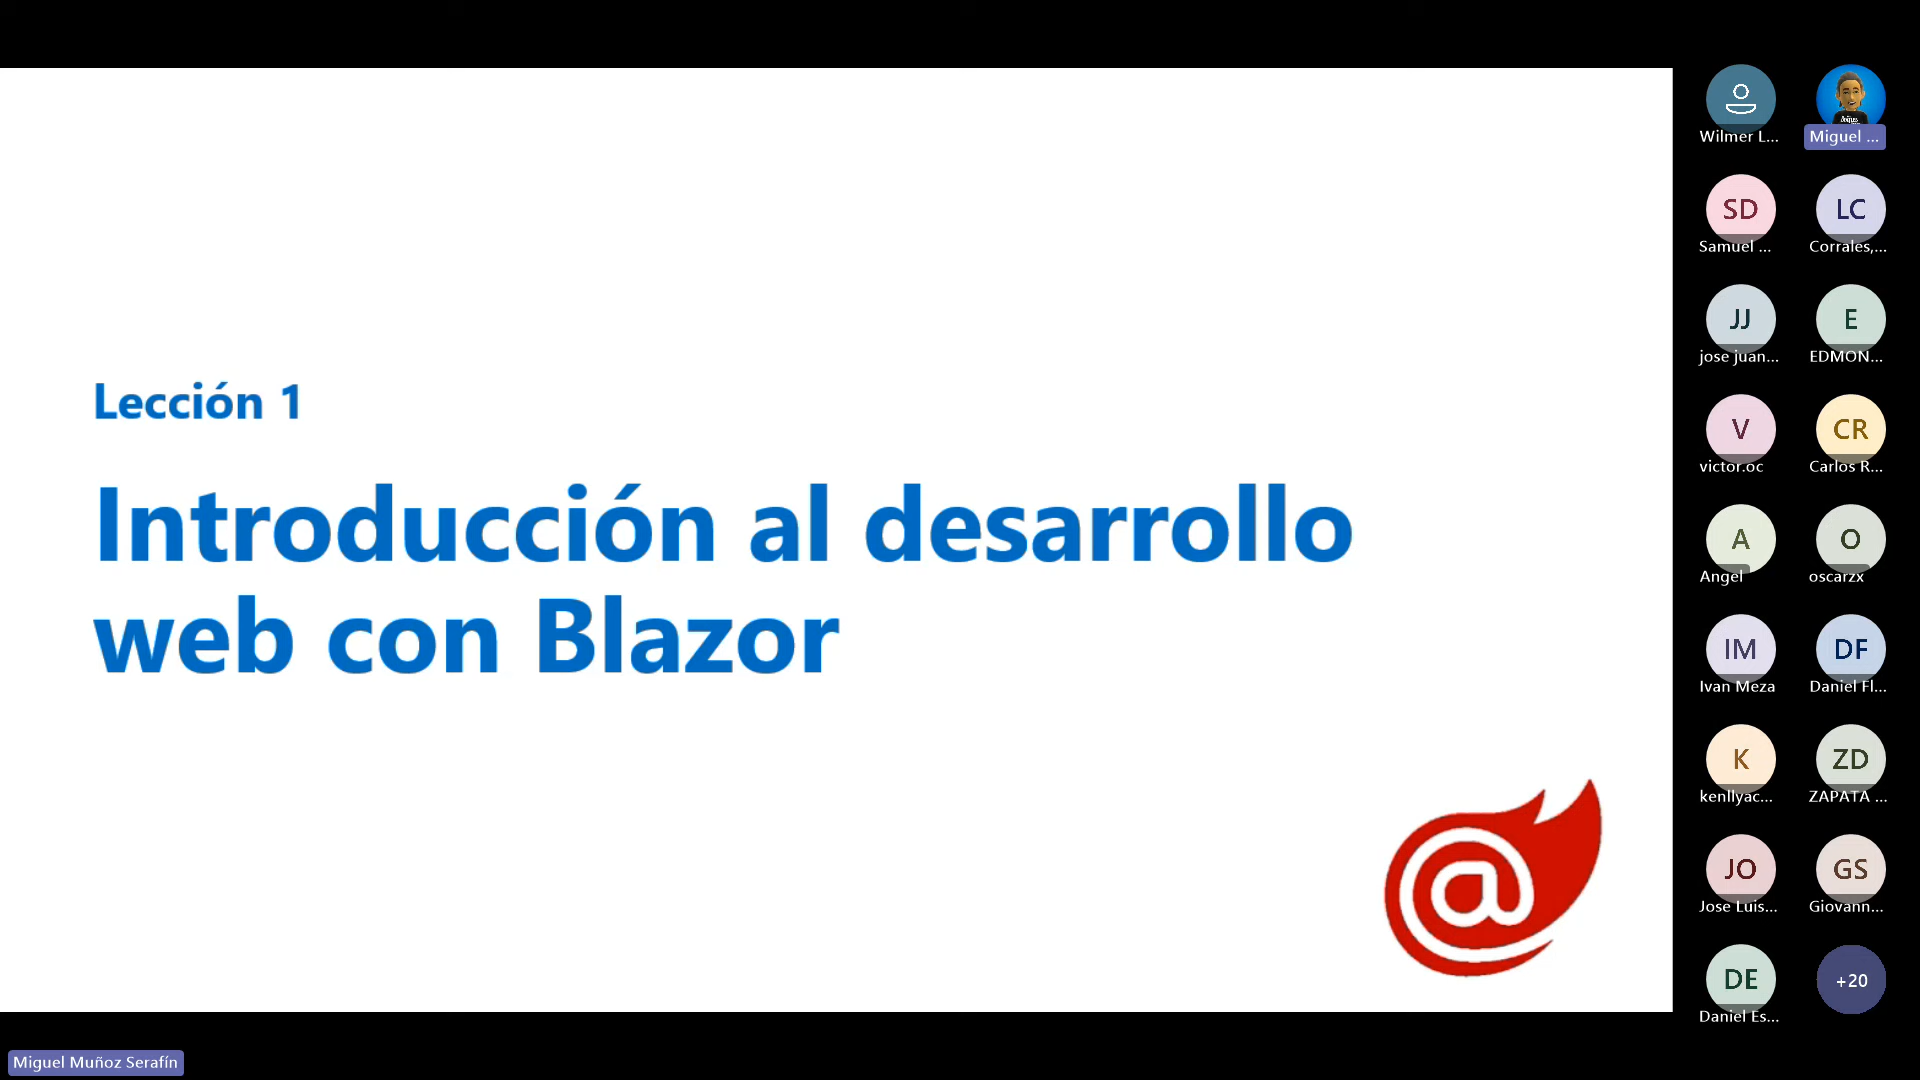 Lección 1
Introducción al desarrollo
web con Blazor
@
Wilmer L...
Miguel ...
SD
Samuel ...
LC
Corrales,...
JJ
jose juan...
E
EDMON...
V
victor.oc
CR
Carlos R...
A
Angel
O
oscarzx
IM
Ivan Meza
DF
Daniel Fl...
K
kenllyac...
ZD
ZAPATA ...
JO
Jose Luis...
GS
Giovann...
DE
Daniel Es...
+20
Miguel Muñoz Serafín